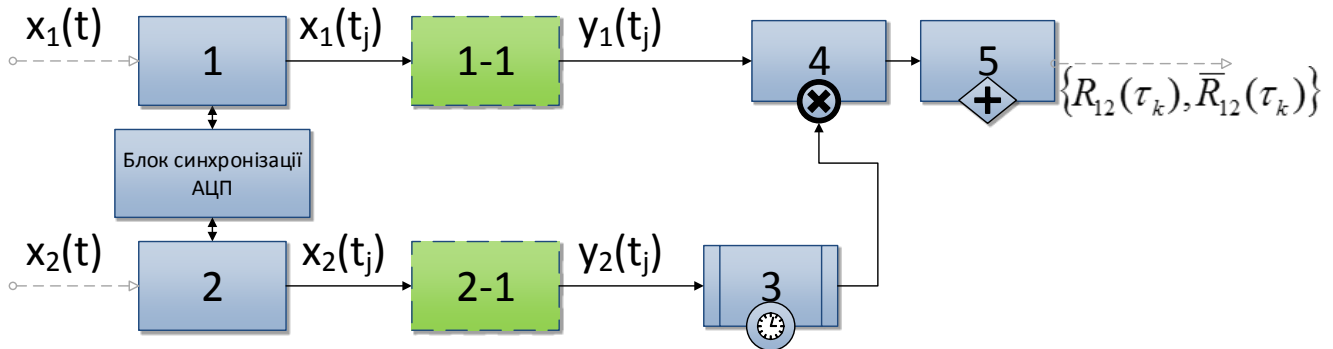 x₁(t)
1
x₁(tⱼ)
1-1
y₁(tⱼ)
4
5
{R₁₂(τₖ), R̅₁₂(τₖ)}
Блок синхронізації
АЦП
x₂(t)
2
x₂(tⱼ)
2-1
y₂(tⱼ)
3